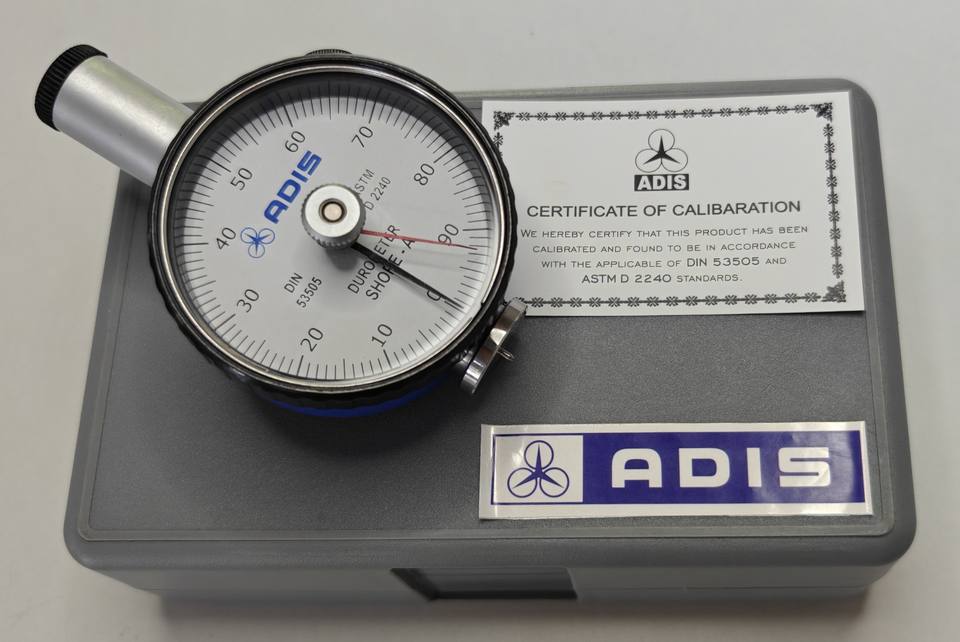 60
70
50
80
40
90
30
0
20
10
ADIS
ASTM
D 2240
DIN
53505
DUROMETER
SHORE.A
ADIS
CERTIFICATE OF CALIBARATION
WE HEREBY CERTIFY THAT THIS PRODUCT HAS BEEN
CALIBRATED AND FOUND TO BE IN ACCORDANCE
WITH THE APPLICABLE OF DIN 53505 AND
ASTM D 2240 STANDARDS.
ADIS